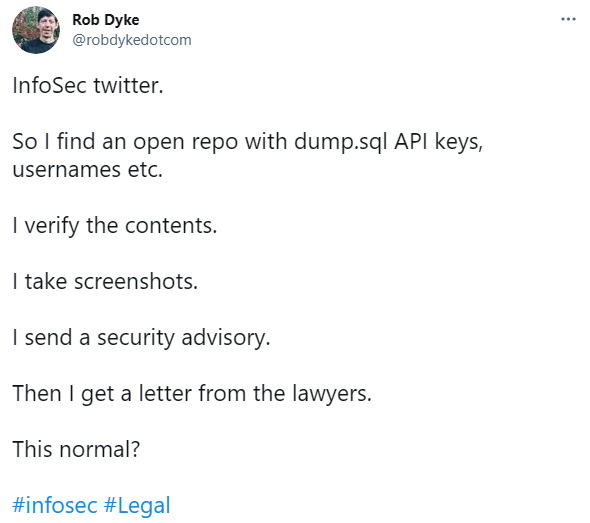 Rob Dyke
@robdykedotcom
InfoSec twitter.
So I find an open repo with dump.sql API keys,
usernames etc.
I verify the contents.
I take screenshots.
I send a security advisory.
Then I get a letter from the lawyers.
This normal?
#infosec #Legal